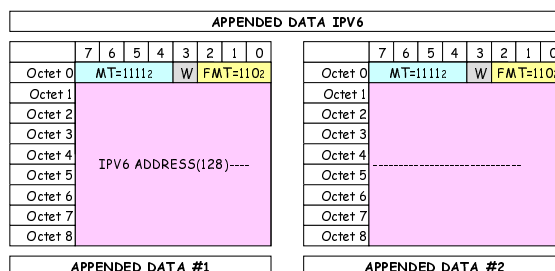 APPENDED DATA IPV6
7 6 5 4 3 2 1 0 7 6 5 4 3 2 1 0
Octet 0 MT=11112 W FMT=1102 Octet 0 MT=11112 W FMT=1102
Octet 1 Octet 1
Octet 2 Octet 2
Octet 3 Octet 3
Octet 4 IPV6 ADDRESS(128)---- Octet 4 ----------------------------
Octet 5 Octet 5
Octet 6 Octet 6
Octet 7 Octet 7
Octet 8 Octet 8
APPENDED DATA #1 APPENDED DATA #2